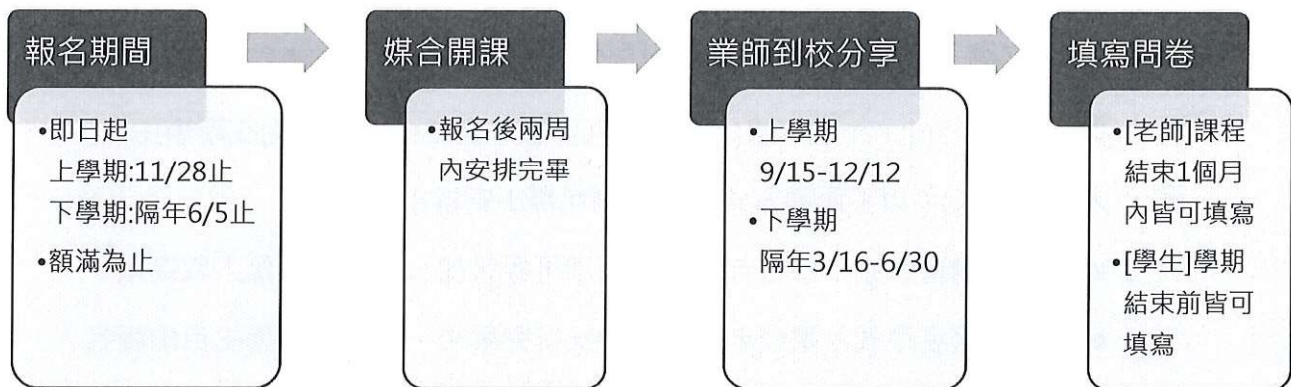 報名期間
•即日起
上學期:11/28止
下學期:隔年6/5止
•額滿為止
媒合開課
•報名後兩周
內安排完畢
業師到校分享
•上學期
9/15-12/12
•下學期
隔年3/16-6/30
填寫問卷
•[老師]課程
結束1個月
內皆可填寫
•[學生]學期
結束前皆可
填寫